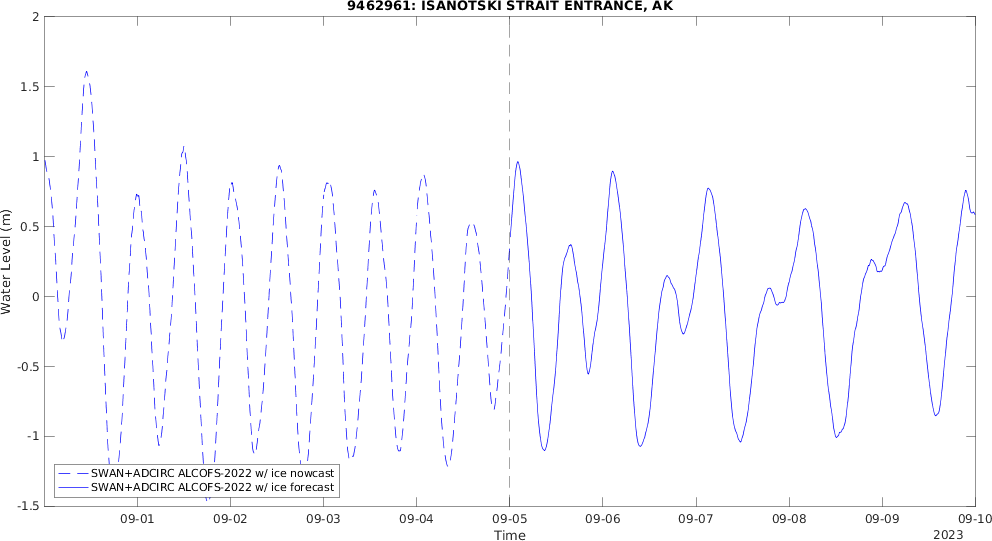 9462961: ISANOTSKI STRAIT ENTRANCE, AK
2
1.5
1
0.5
0
-0.5
-1
-1.5
Water Level (m)
SWAN+ADCIRC ALCOFS-2022 w/ ice nowcast
SWAN+ADCIRC ALCOFS-2022 w/ ice forecast
09-01 09-02 09-03 09-04 09-05 09-06 09-07 09-08 09-09 09-10
Time
2023